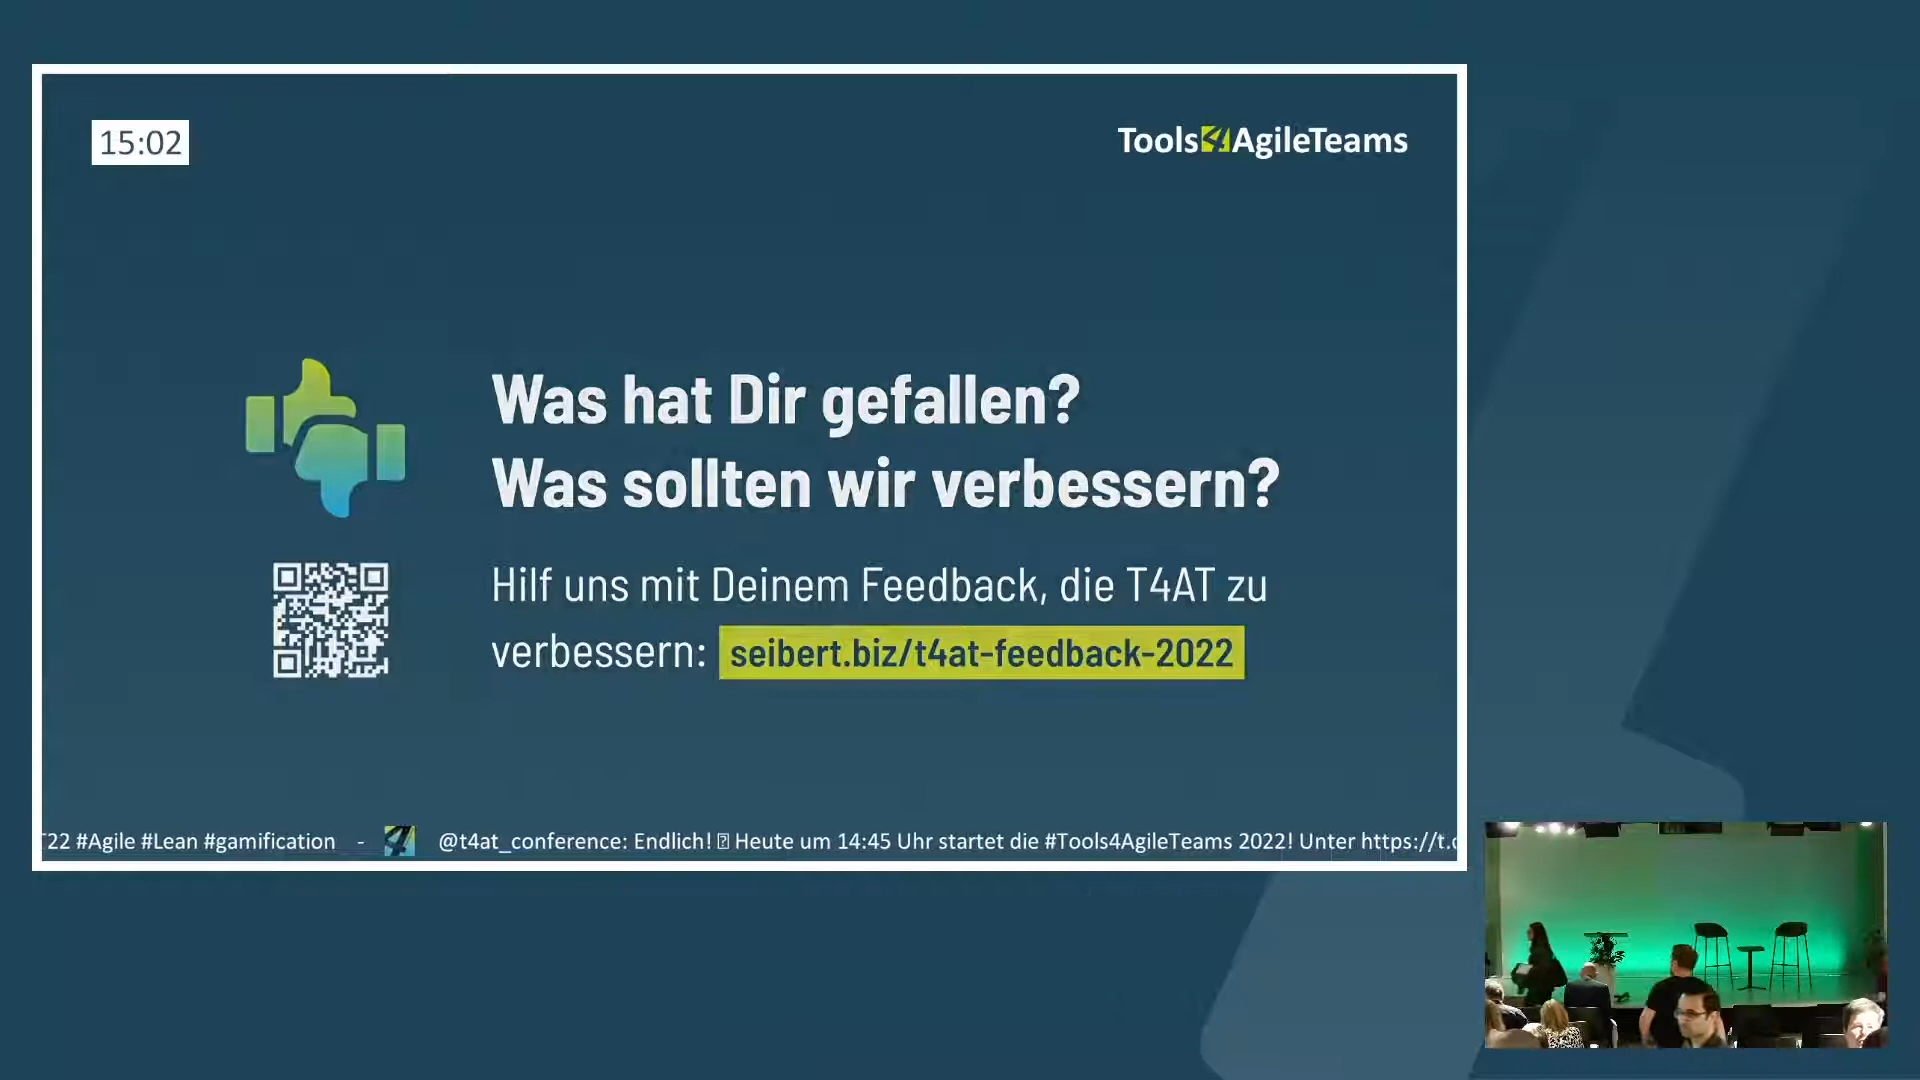 15:02
Tools4AgileTeams
Was hat Dir gefallen?
Was sollten wir verbessern?
Hilf uns mit Deinem Feedback, die T4AT zu
verbessern: seibert.biz/t4at-feedback-2022
22 #Agile #Lean #gamification - @t4at_conference: Endlich! Heute um 14:45 Uhr startet die #Tools4AgileTeams 2022! Unter https://t.c